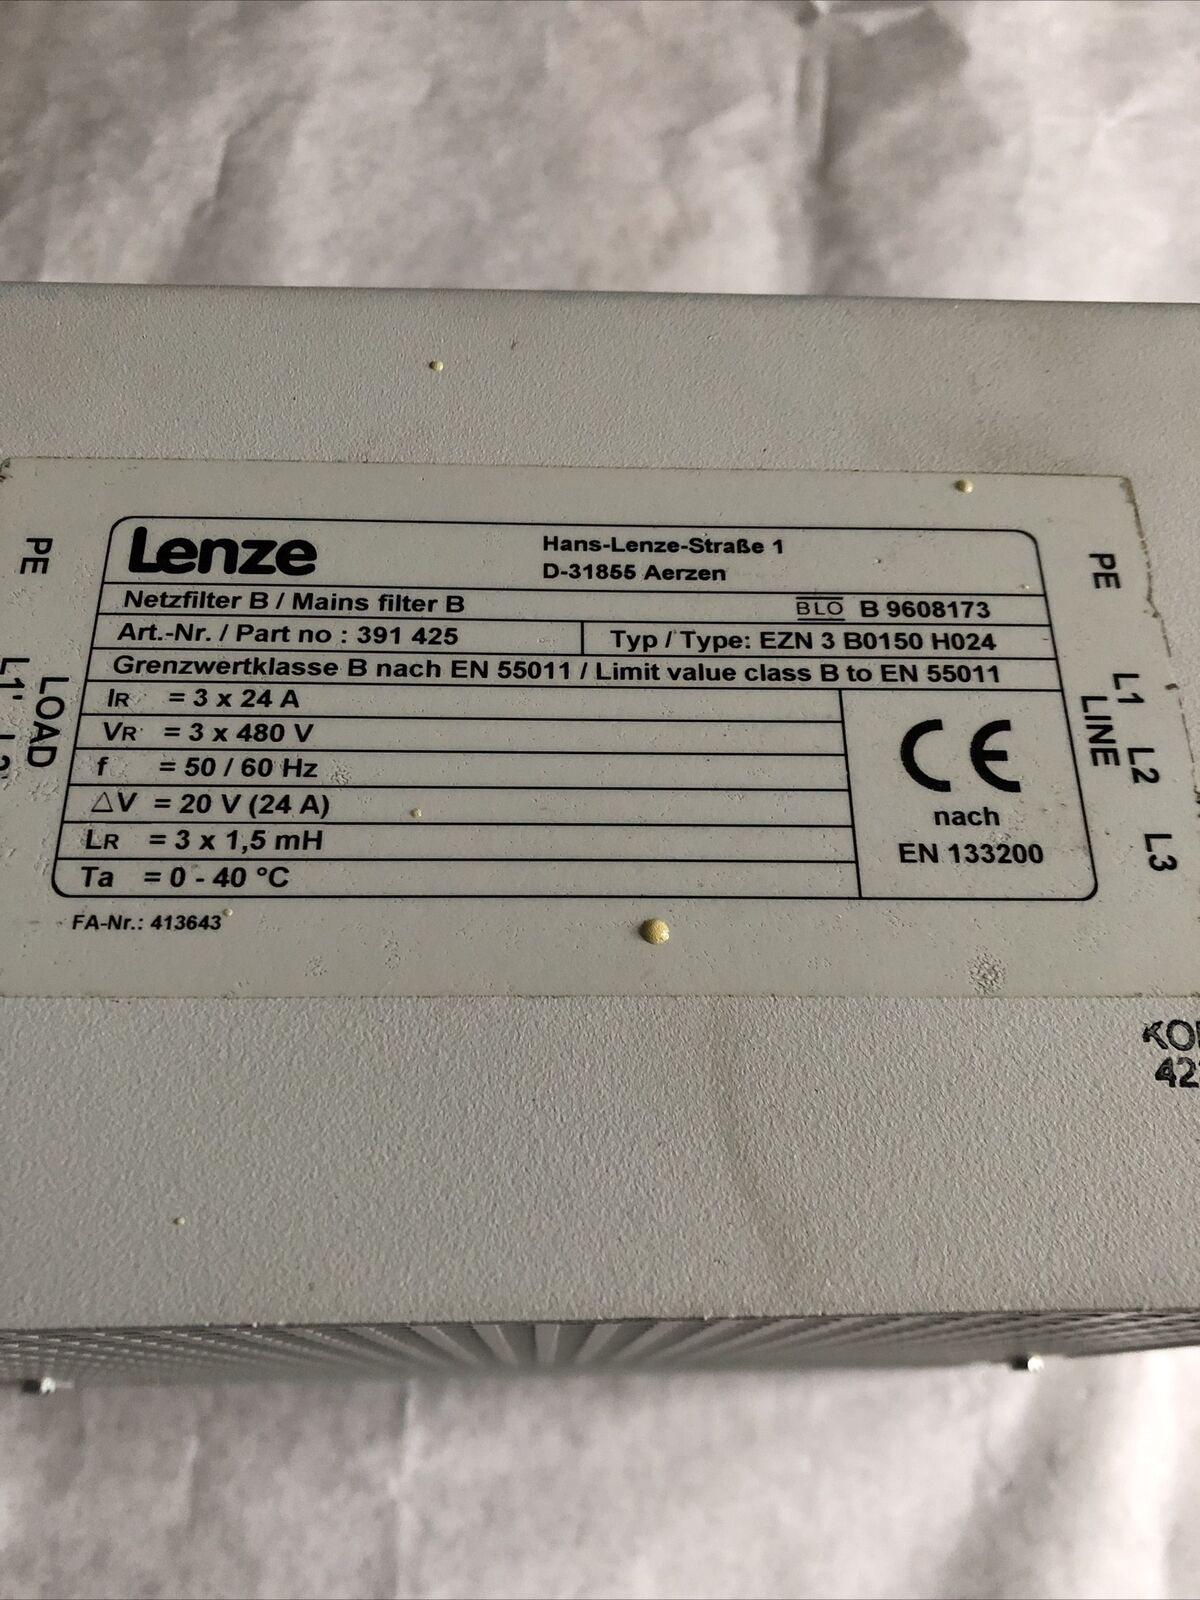 Lenze
Hans-Lenze-Straße 1
D-31855 Aerzen
Netzfilter B / Mains filter B
BLO B 9608173
Art.-Nr. / Part no : 391 425
Typ / Type: EZN 3 B0150 H024
Grenzwertklasse B nach EN 55011 / Limit value class B to EN 55011
IR = 3 x 24 A
VR = 3 x 480 V
f = 50 / 60 Hz
△V = 20 V (24 A)
LR = 3 x 1,5 mH
Ta = 0 - 40 °C
CE
nach
EN 133200
FA-Nr.: 413643
PE
LOAD
L1'
PE
L1 L2 L3
LINE